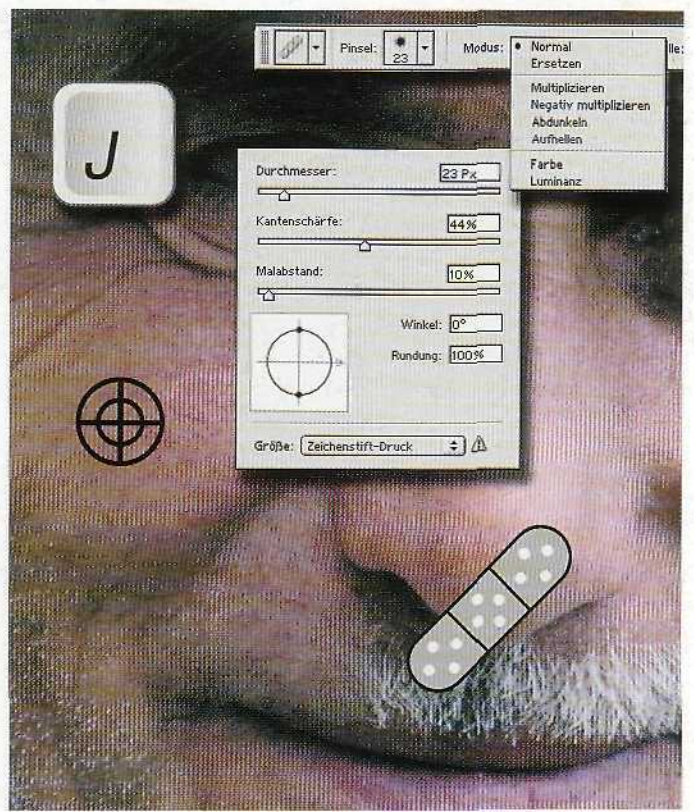 Pinsel: 23 Modus: • Normal lle:
Ersetzen
Multiplizieren
Negativ multiplizieren
Abdunkeln
Aufhellen
Farbe
Luminanz
J
Durchmesser: 23 Px
Kantenschärfe: 44%
Malabstand: 10%
Winkel: 0°
Rundung: 100%
Größe: Zeichenstift-Druck